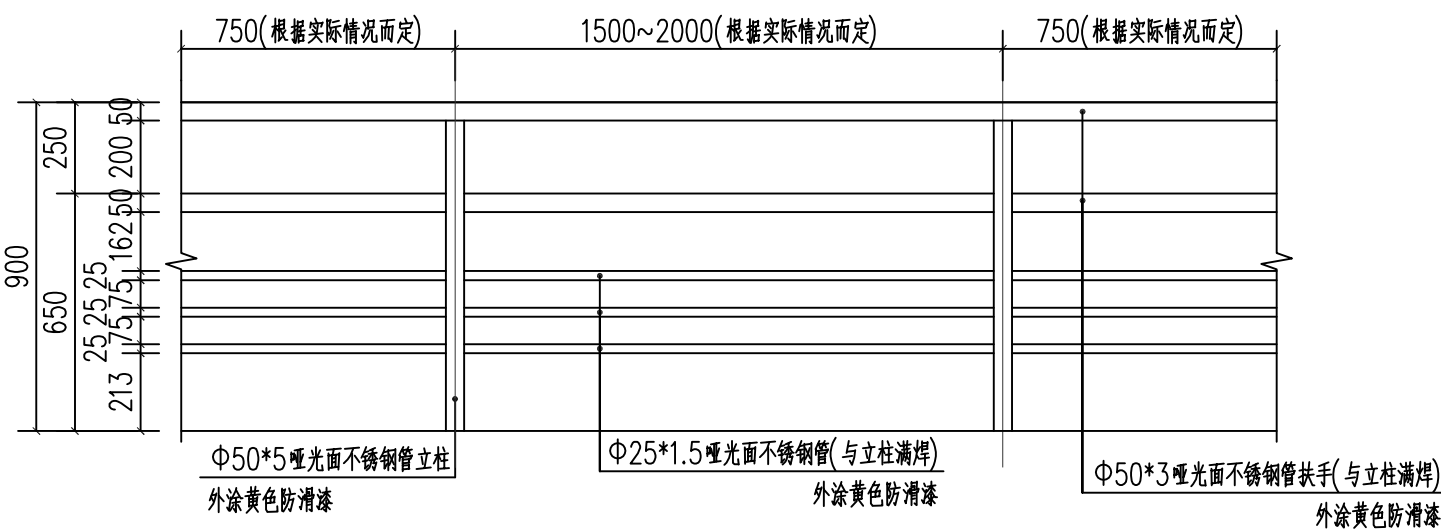 750(根据实际情况而定)
1500~2000(根据实际情况而定)
750(根据实际情况而定)
900
250
650
50
200
50
162
25
75
25
75
25
213
Φ50*5哑光面不锈钢管立柱
外涂黄色防滑漆
Φ25*1.5哑光面不锈钢管(与立柱满焊)
外涂黄色防滑漆
Φ50*3哑光面不锈钢管扶手(与立柱满焊)
外涂黄色防滑漆